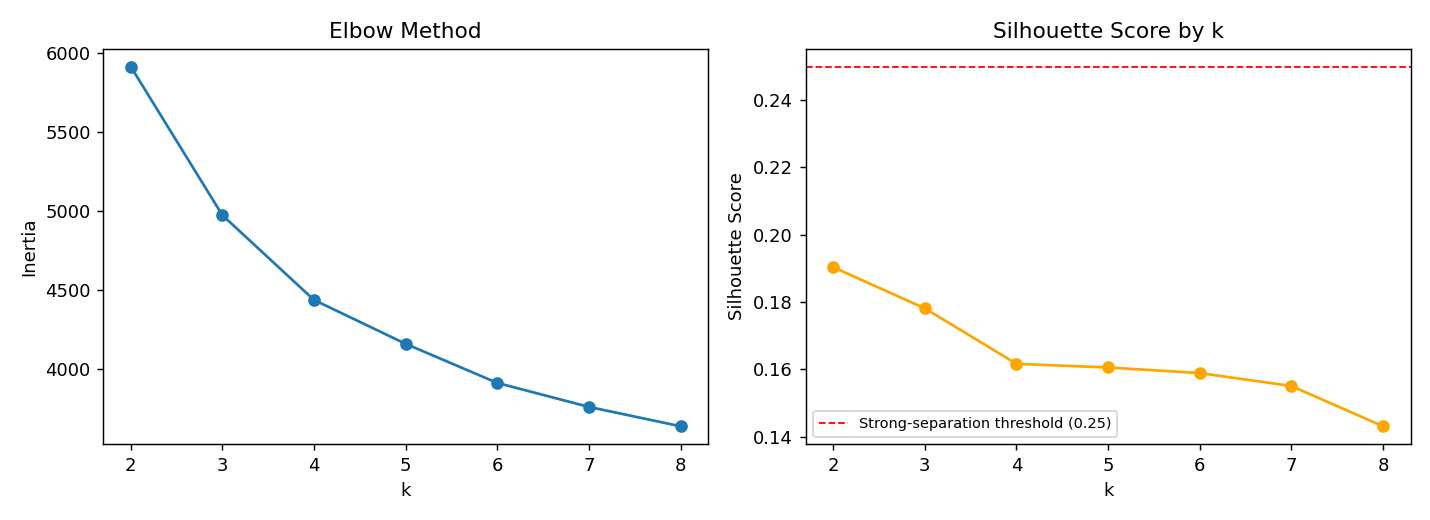 Elbow Method
6000
5500
5000
4500
4000
Inertia
2 3 4 5 6 7 8
k
Silhouette Score by k
0.24
0.22
0.20
0.18
0.16
0.14
Silhouette Score
Strong-separation threshold (0.25)
2 3 4 5 6 7 8
k